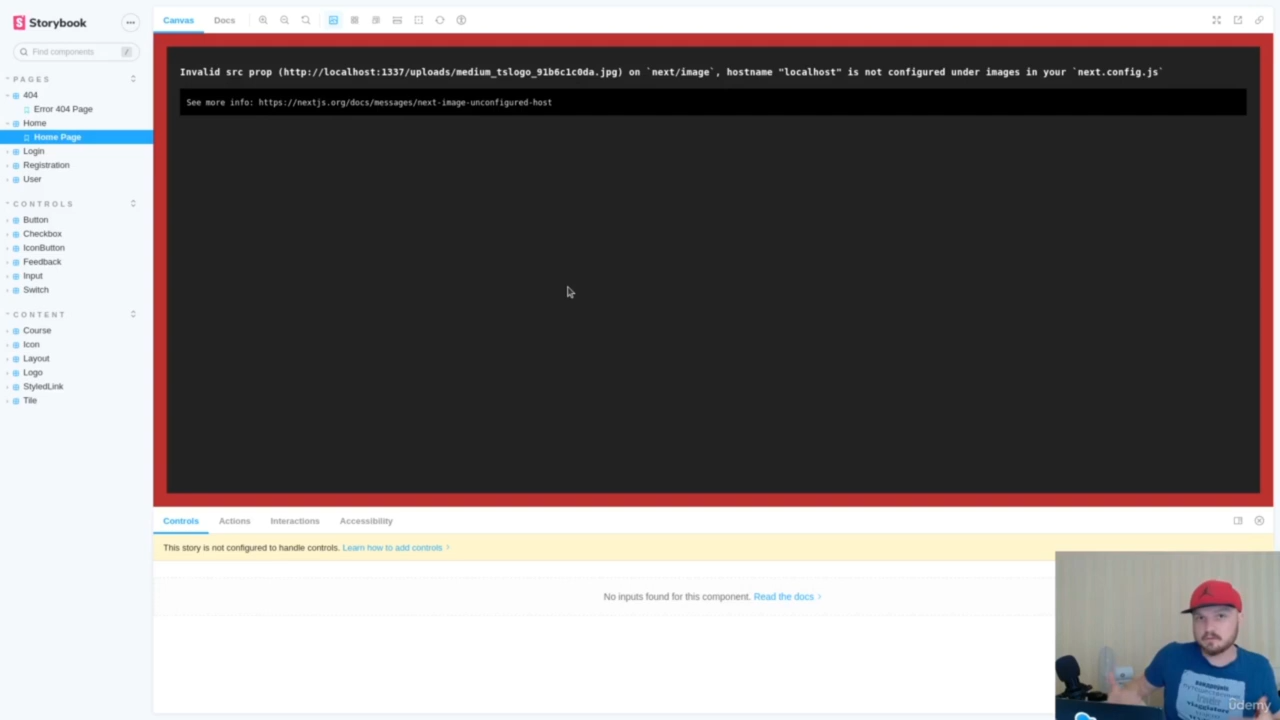 Storybook
Find components
/
PAGES
404
Error 404 Page
Home
Home Page
Login
Registration
User
CONTROLS
Button
Checkbox
IconButton
Feedback
Input
Switch
CONTENT
Course
Icon
Layout
Logo
StyledLink
Tile
Canvas
Docs
Invalid src prop (http://localhost:1337/uploads/medium_tslogo_91b6c1c0da.jpg) on `next/image`, hostname "localhost" is not configured under images in your `next.config.js`
See more info: https://nextjs.org/docs/messages/next-image-unconfigured-host
Controls
Actions
Interactions
Accessibility
This story is not configured to handle controls. Learn how to add controls
No inputs found for this component. Read the docs
ûdemy